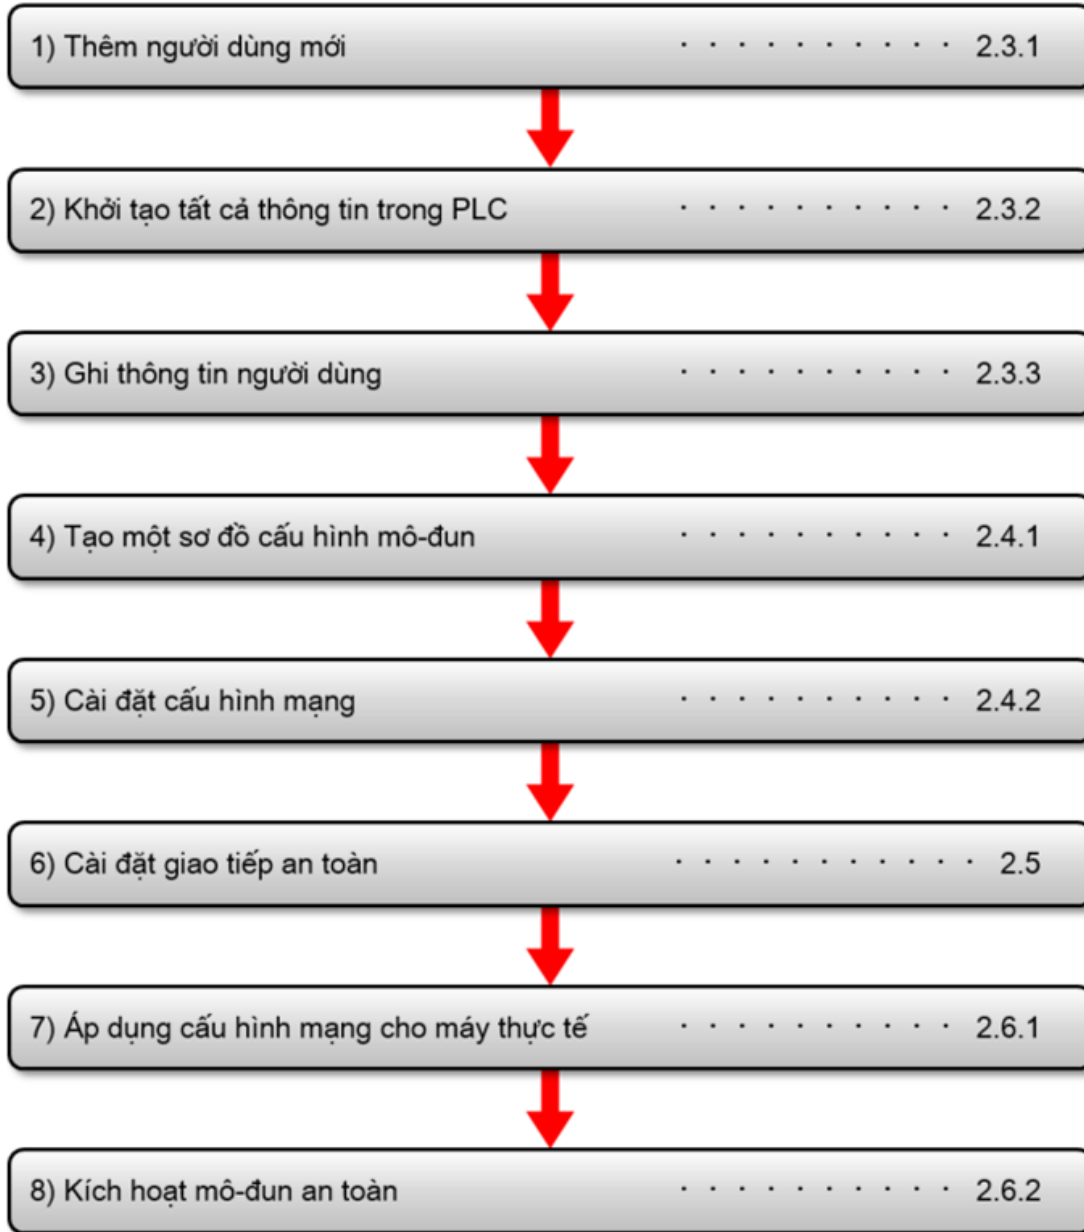 1) Thêm người dùng mới · · · · · · · · · · 2.3.1
2) Khởi tạo tất cả thông tin trong PLC · · · · · · · · · · 2.3.2
3) Ghi thông tin người dùng · · · · · · · · · · 2.3.3
4) Tạo một sơ đồ cấu hình mô-đun · · · · · · · · · · 2.4.1
5) Cài đặt cấu hình mạng · · · · · · · · · · 2.4.2
6) Cài đặt giao tiếp an toàn · · · · · · · · · · · 2.5
7) Áp dụng cấu hình mạng cho máy thực tế · · · · · · · · · · 2.6.1
8) Kích hoạt mô-đun an toàn · · · · · · · · · · 2.6.2